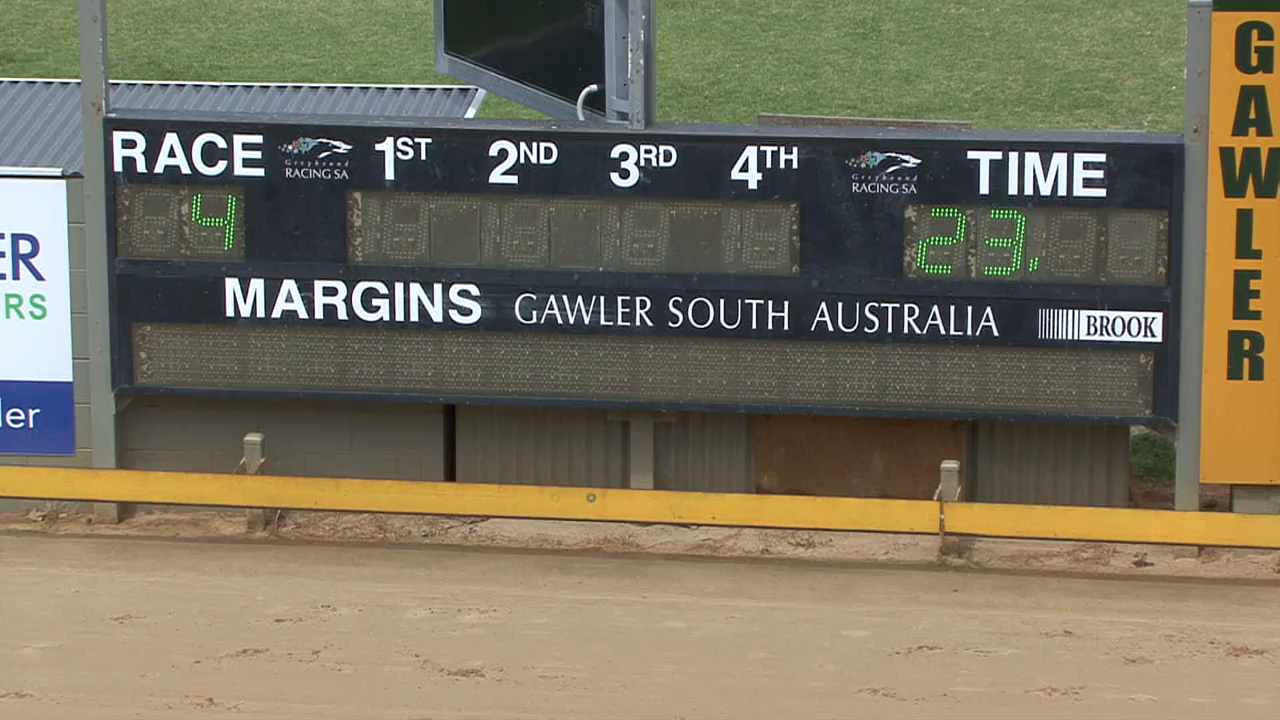 RACE
Greyhound
RACING SA
1ST 2ND 3RD 4TH
Greyhound
RACING SA
TIME
4
23.
MARGINS GAWLER SOUTH AUSTRALIA
BROOK
ER
RS
ler
GAWLER